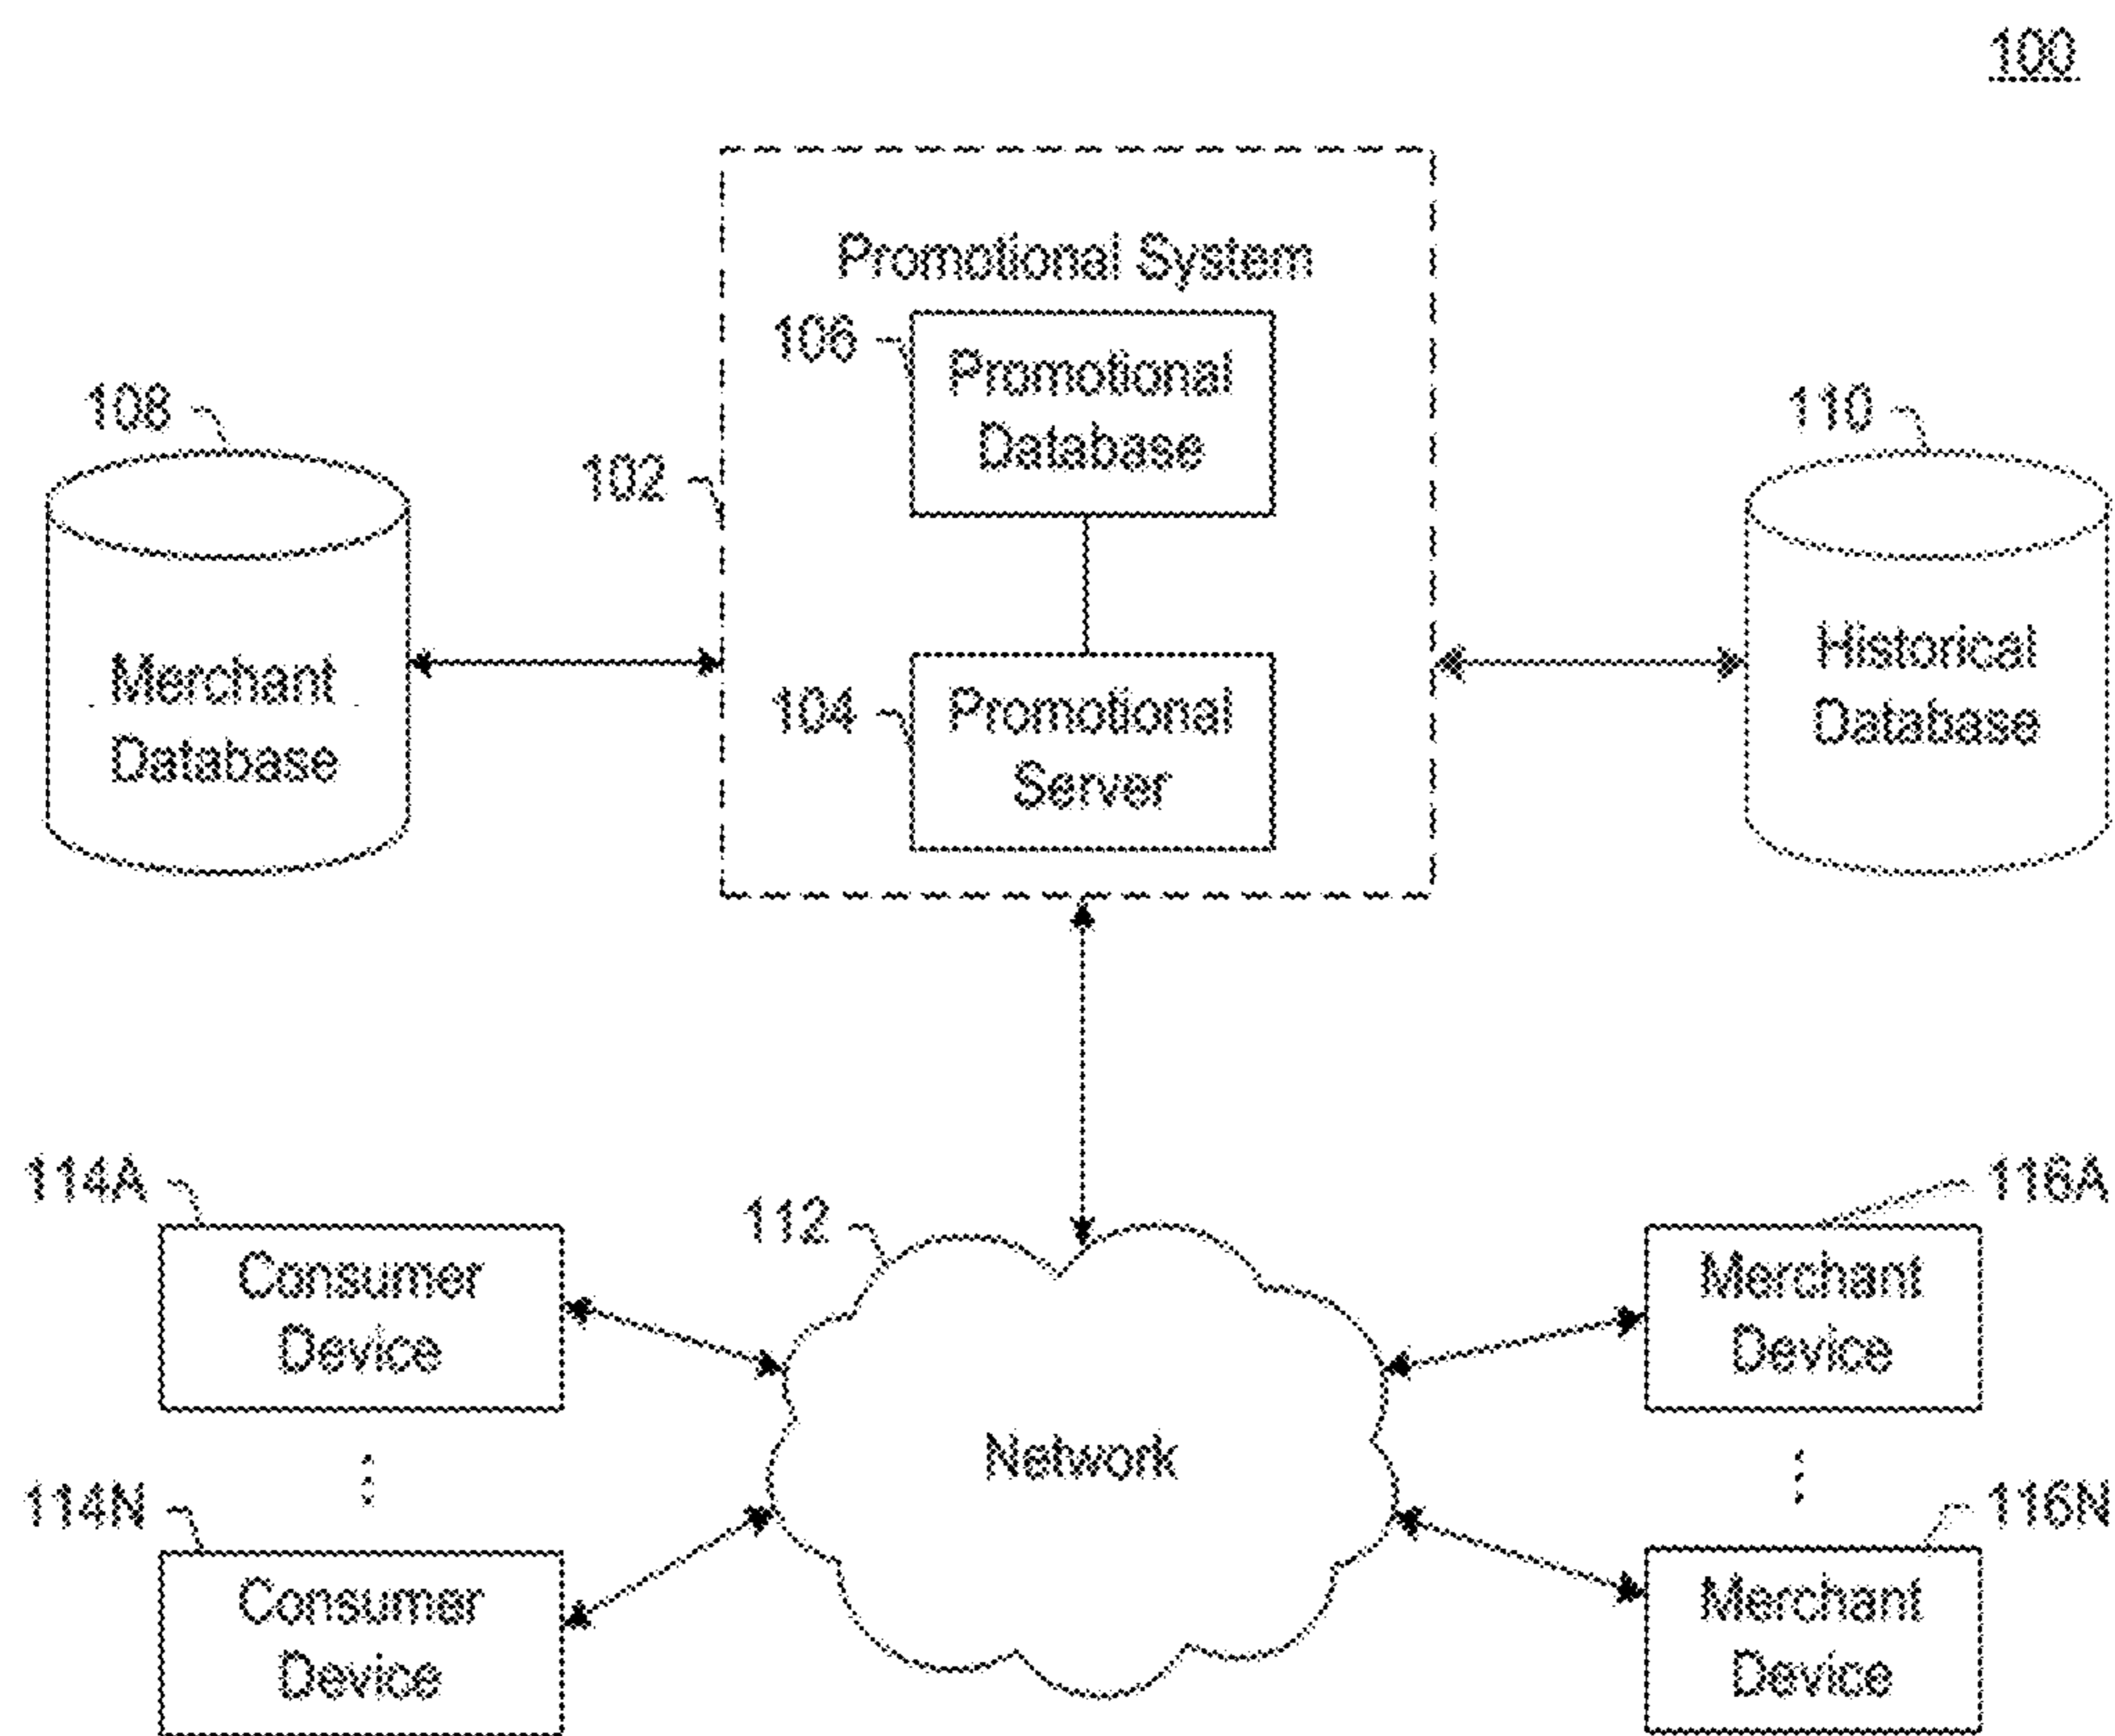 100
Promotional System
106
Promotional
Database
108
110
102
Merchant
Database
104
Promotional
Server
Historical
Database
114A
112
116A
Consumer
Device
Merchant
Device
Network
114N
116N
Consumer
Device
Merchant
Device